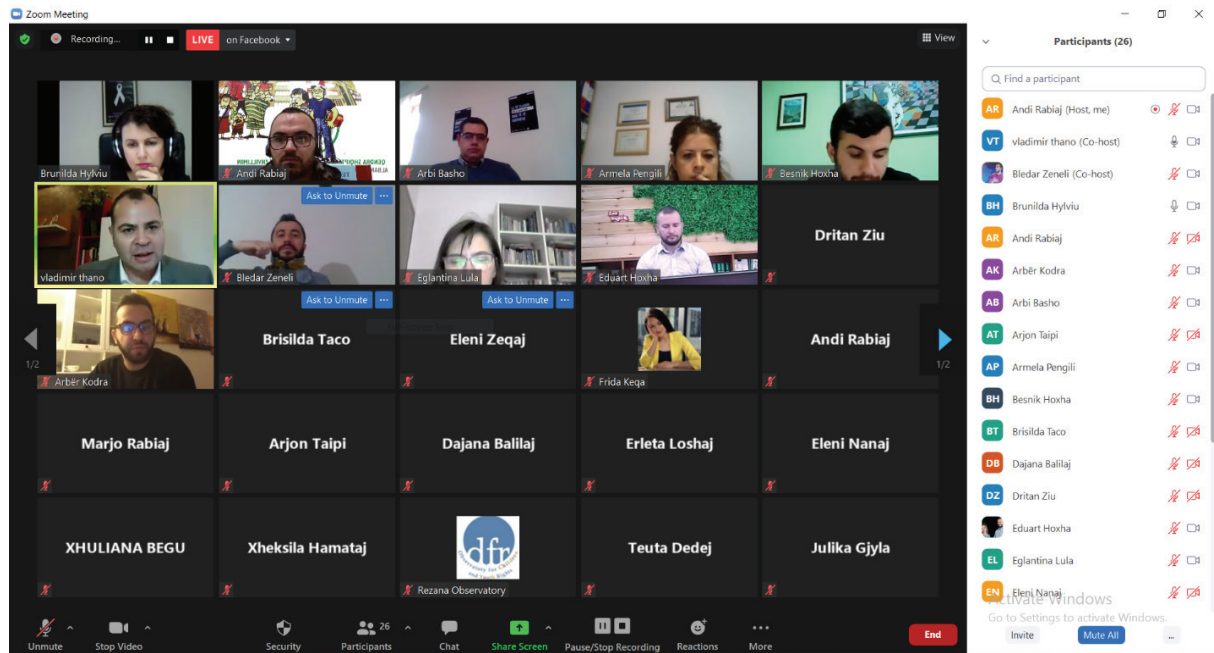 Zoom Meeting
Recording...
LIVE on Facebook
View
Brunilda Hylviu
Andi Rabiaj
Arbi Basho
Armela Pengili
Besnik Hoxha
vladimir thano
Ask to Unmute ...
Bledar Zeneli
Eglantina Lula
Eduart Hoxha
Dritan Ziu
Arbër Kodra
Ask to Unmute ...
Brisilda Taco
Ask to Unmute ...
Eleni Zeqaj
Frida Keqa
Andi Rabiaj
1/2
1/2
Marjo Rabiaj
Arjon Taipi
Dajana Balilaj
Erleta Loshaj
Eleni Nanaj
XHULIANA BEGU
Xheksila Hamataj
dfr
Rezana Observatory
Teuta Dedej
Julika Gjyla
Unmute
Stop Video
Security
26
Participants
Chat
Share Screen
Pause/Stop Recording
Reactions
More
End
Participants (26)
Find a participant
AR Andi Rabiaj (Host, me)
VT vladimir thano (Co-host)
Bledar Zeneli (Co-host)
BH Brunilda Hylviu
AR Andi Rabiaj
AK Arbër Kodra
AB Arbi Basho
AT Arjon Taipi
AP Armela Pengili
BH Besnik Hoxha
BT Brisilda Taco
DB Dajana Balilaj
DZ Dritan Ziu
Eduart Hoxha
EL Eglantina Lula
EN Eleni Nanaj
Activate Windows
Go to Settings to activate Windows.
Invite
Mute All
...